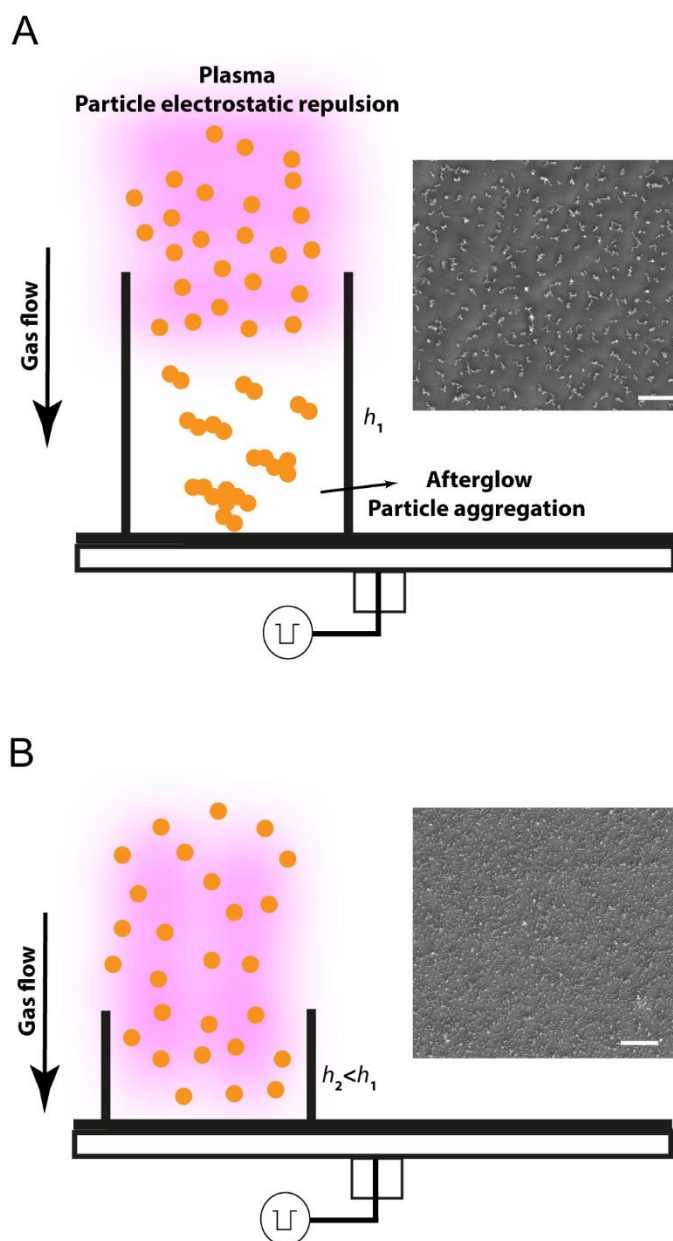 A
Plasma
Particle electrostatic repulsion
Gas flow
h₁
Afterglow
Particle aggregation
B
Gas flow
h₂<h₁